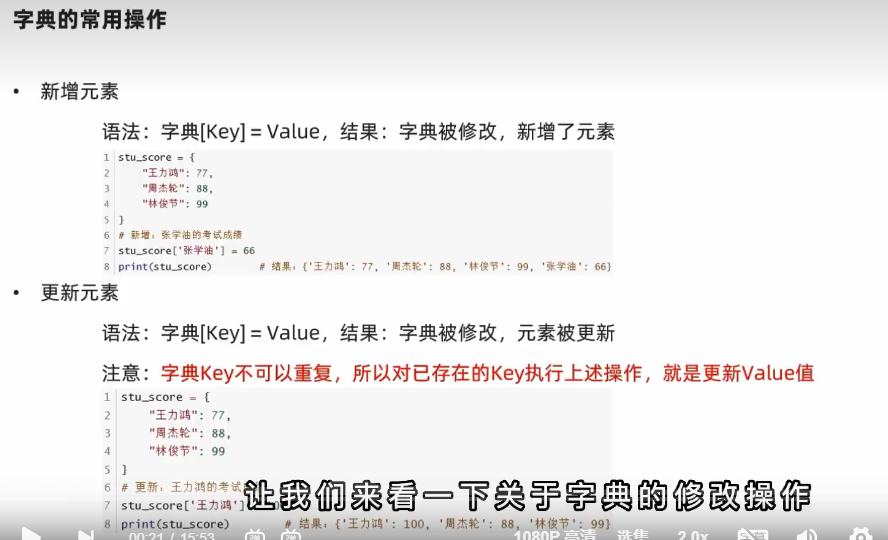 字典的常用操作
• 新增元素
语法：字典[Key] = Value，结果：字典被修改，新增了元素
1 stu_score = {
2 "王力鸿": 77,
3 "周杰轮": 88,
4 "林俊节": 99
5 }
6 # 新增：张学油的考试成绩
7 stu_score['张学油'] = 66
8 print(stu_score) # 结果：{'王力鸿': 77, '周杰轮': 88, '林俊节': 99, '张学油': 66}
• 更新元素
语法：字典[Key] = Value，结果：字典被修改，元素被更新
注意：字典Key不可以重复，所以对已存在的Key执行上述操作，就是更新Value值
1 stu_score = {
2 "王力鸿": 77,
3 "周杰轮": 88,
4 "林俊节": 99
5 }
6 # 更新：王力鸿的考试
让我们来看一下关于字典的修改操作
7 stu_score['王力鸿']
8 print(stu_score) # 结果：{'王力鸿': 100, '周杰轮': 88, '林俊节': 99}
00:21 / 15:53 1080P 高清 选集 2.0x